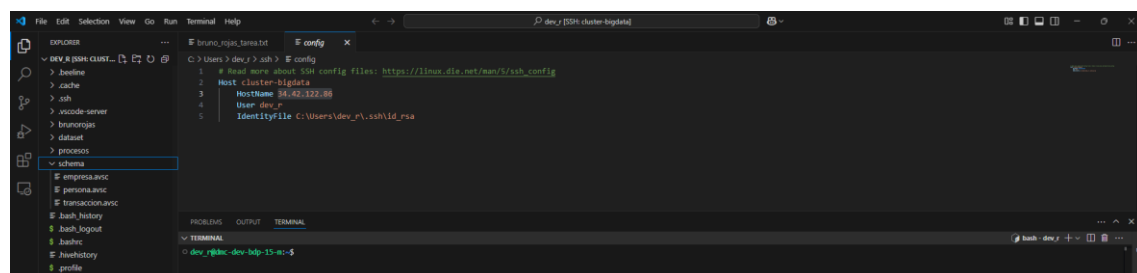 File Edit Selection View Go Run Terminal Help
dev_r [SSH: cluster-bigdata]
EXPLORER
bruno_rojas_tarea.txt
config
DEV_R [SSH: CLUST...
C: > Users > dev_r > .ssh > config
.beeline
.cache
.ssh
.vscode-server
brunorojas
dataset
procesos
schema
empresa.avsc
persona.avsc
transaccion.avsc
.bash_history
.bash_logout
.bashrc
.hivehistory
.profile
1 # Read more about SSH config files: https://linux.die.net/man/5/ssh_config
2 Host cluster-bigdata
3 HostName 34.42.122.86
4 User dev_r
5 IdentityFile C:\Users\dev_r\.ssh\id_rsa
PROBLEMS OUTPUT TERMINAL
TERMINAL
bash - dev_r
dev_r@dmc-dev-bdp-15-m:~$